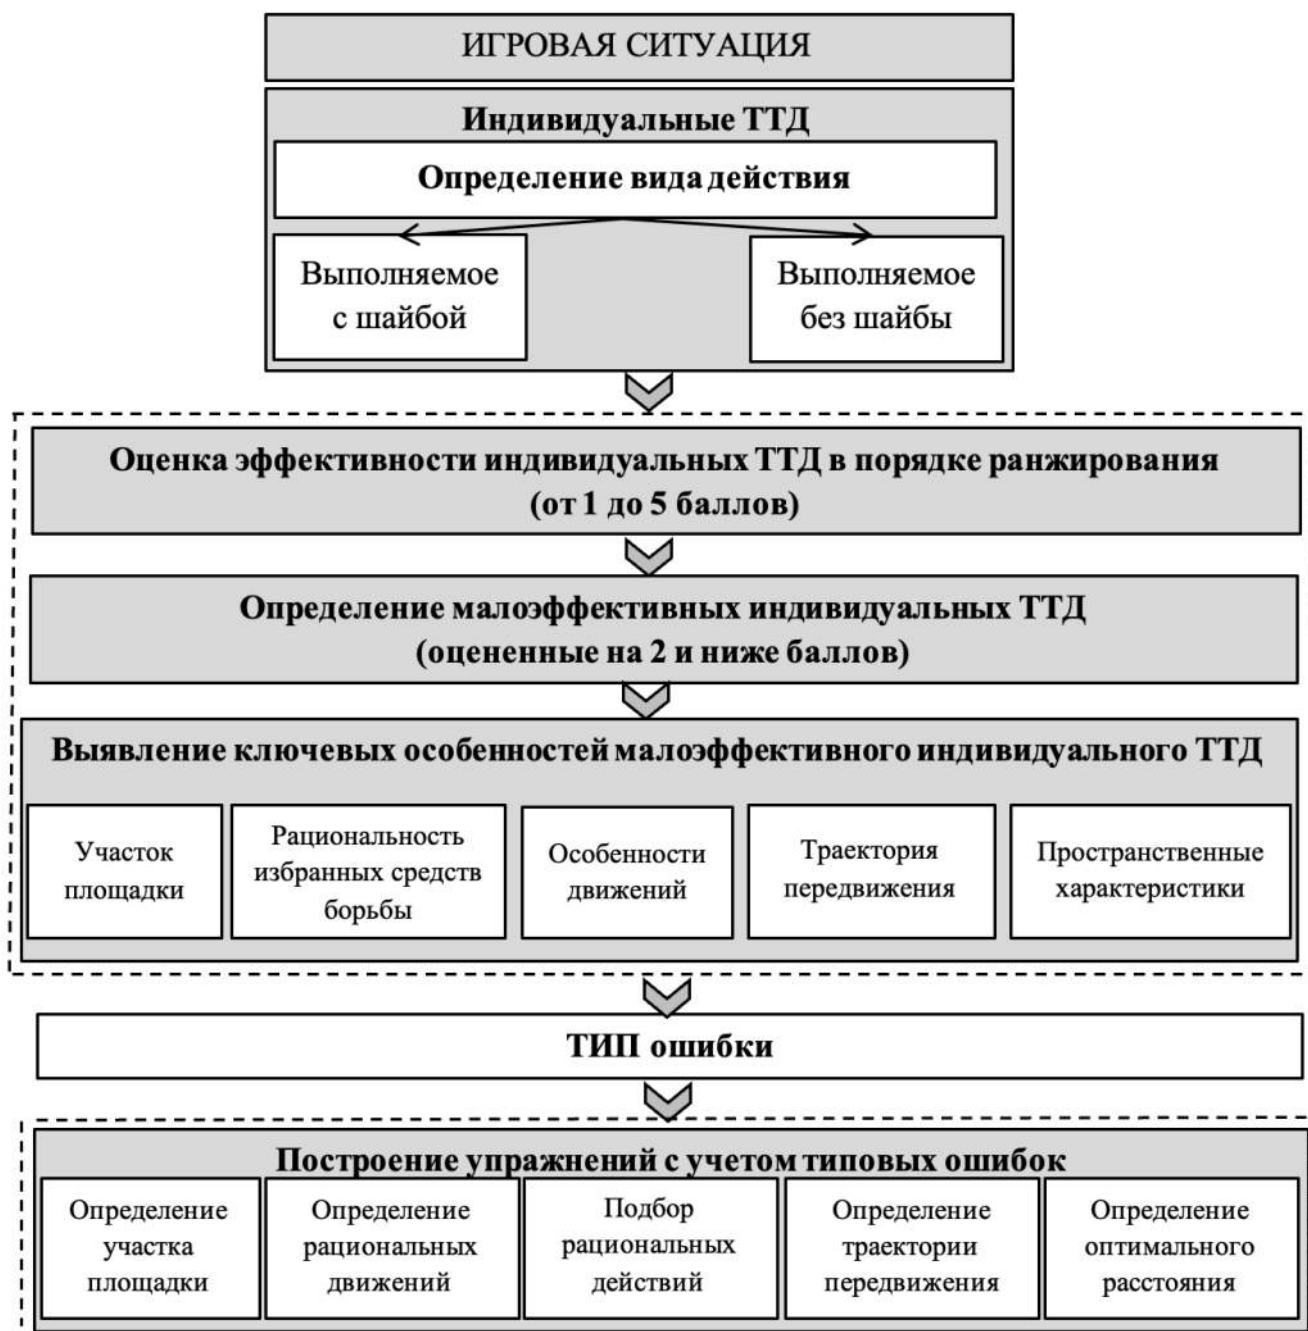 ИГРОВАЯ СИТУАЦИЯ
Индивидуальные ТТД
Определение вида действия
Выполняемое
с шайбой
Выполняемое
без шайбы
Оценка эффективности индивидуальных ТТД в порядке ранжирования
(от 1 до 5 баллов)
Определение малоэффективных индивидуальных ТТД
(оцененные на 2 и ниже баллов)
Выявление ключевых особенностей малоэффективного индивидуального ТТД
Участок
площадки
Рациональность
избранных средств
борьбы
Особенности
движений
Траектория
передвижения
Пространственные
характеристики
ТИП ошибки
Построение упражнений с учетом типовых ошибок
Определение
участка
площадки
Определение
рациональных
движений
Подбор
рациональных
действий
Определение
траектории
передвижения
Определение
оптимального
расстояния